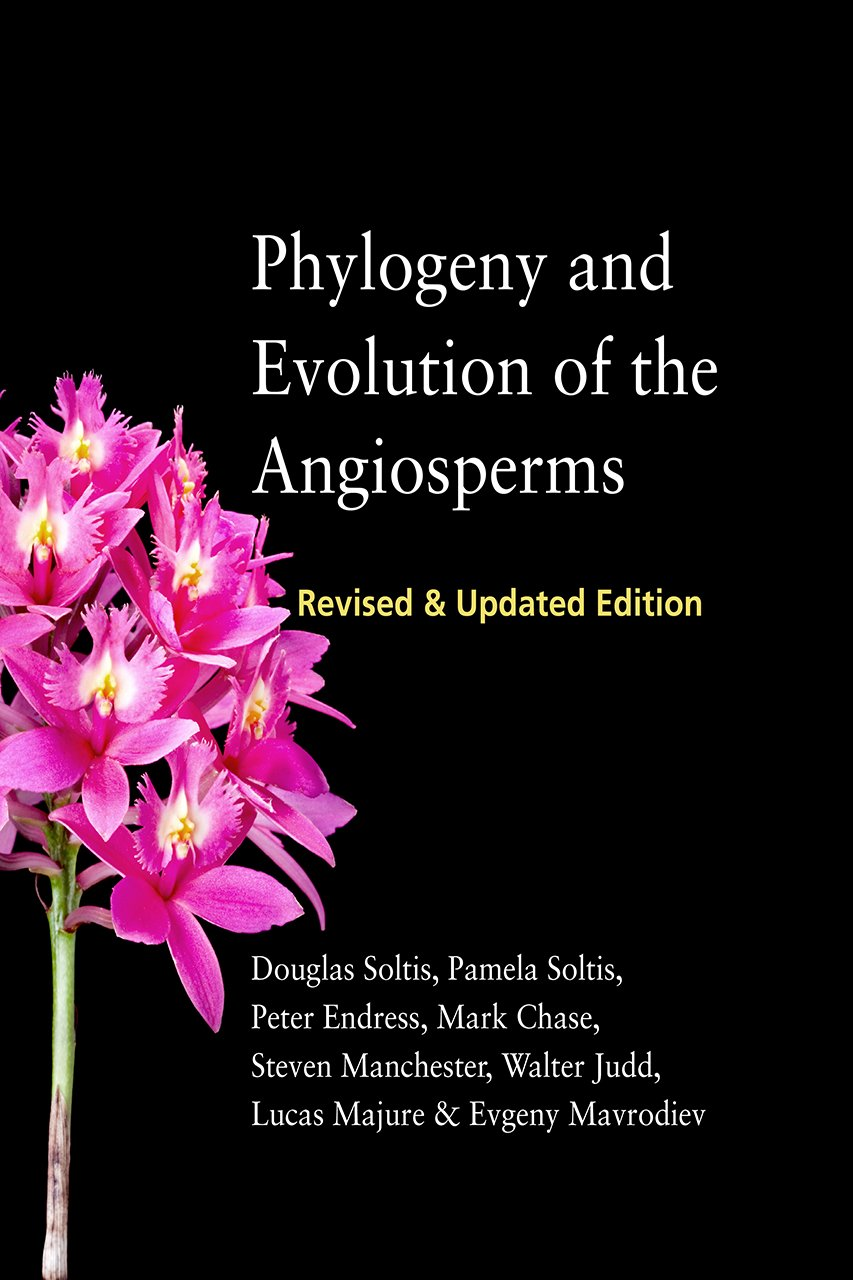 Phylogeny and
Evolution of the
Angiosperms
Revised & Updated Edition
Douglas Soltis, Pamela Soltis,
Peter Endress, Mark Chase,
Steven Manchester, Walter Judd,
Lucas Majure & Evgeny Mavrodiev